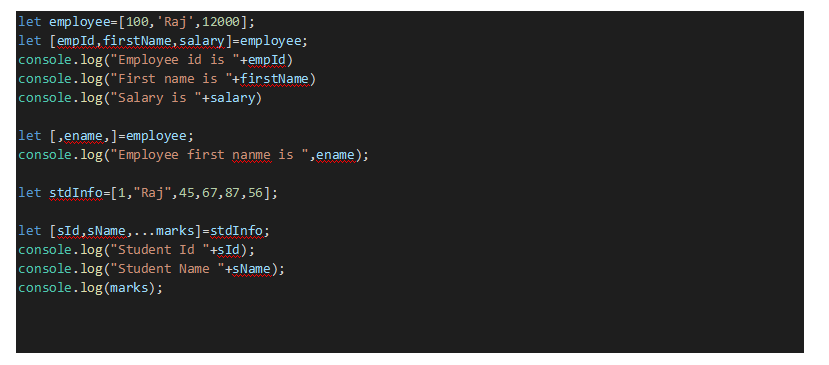 let employee=[100,'Raj',12000];
let [empId,firstName,salary]=employee;
console.log("Employee id is "+empId)
console.log("First name is "+firstName)
console.log("Salary is "+salary)
let [,ename,]=employee;
console.log("Employee first nanme is ",ename);
let stdInfo=[1,"Raj",45,67,87,56];
let [sId,sName,...marks]=stdInfo;
console.log("Student Id "+sId);
console.log("Student Name "+sName);
console.log(marks);